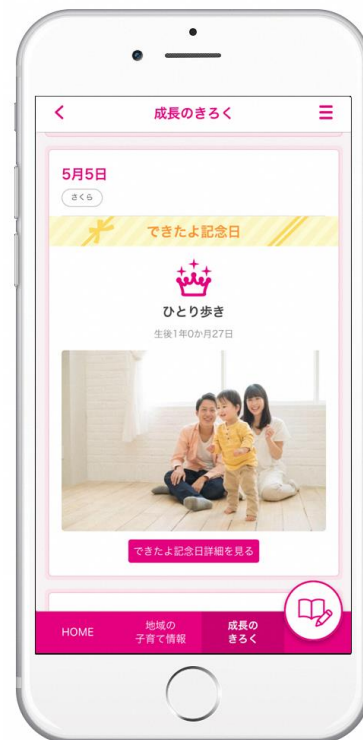 成長のきろく
5月5日
さくら
できたよ記念日
ひとり歩き
生後1年0か月27日
できたよ記念日詳細を見る
HOME
地域の
子育て情報
成長の
きろく